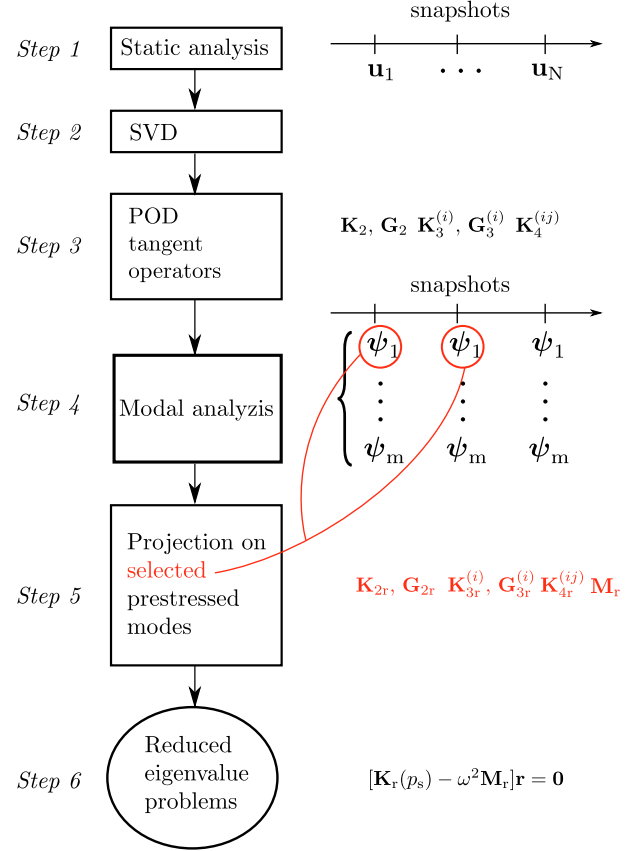 snapshots
Step 1
Static analysis
u₁ ··· u_N
Step 2
SVD
Step 3
POD
tangent
operators
K₂, G₂ K₃⁽ⁱ⁾, G₃⁽ⁱ⁾ K₄⁽ⁱʲ⁾
snapshots
ψ₁ ψ₁ ψ₁
Step 4
Modal analyzis
ψₘ ψₘ ψₘ
Step 5
Projection on
selected
prestressed
modes
K₂ᵣ, G₂ᵣ K₃ᵣ⁽ⁱ⁾, G₃ᵣ⁽ⁱ⁾ K₄ᵣ⁽ⁱʲ⁾ Mᵣ
Step 6
Reduced
eigenvalue
problems
[Kᵣ(pₛ) − ω²Mᵣ]r = 0